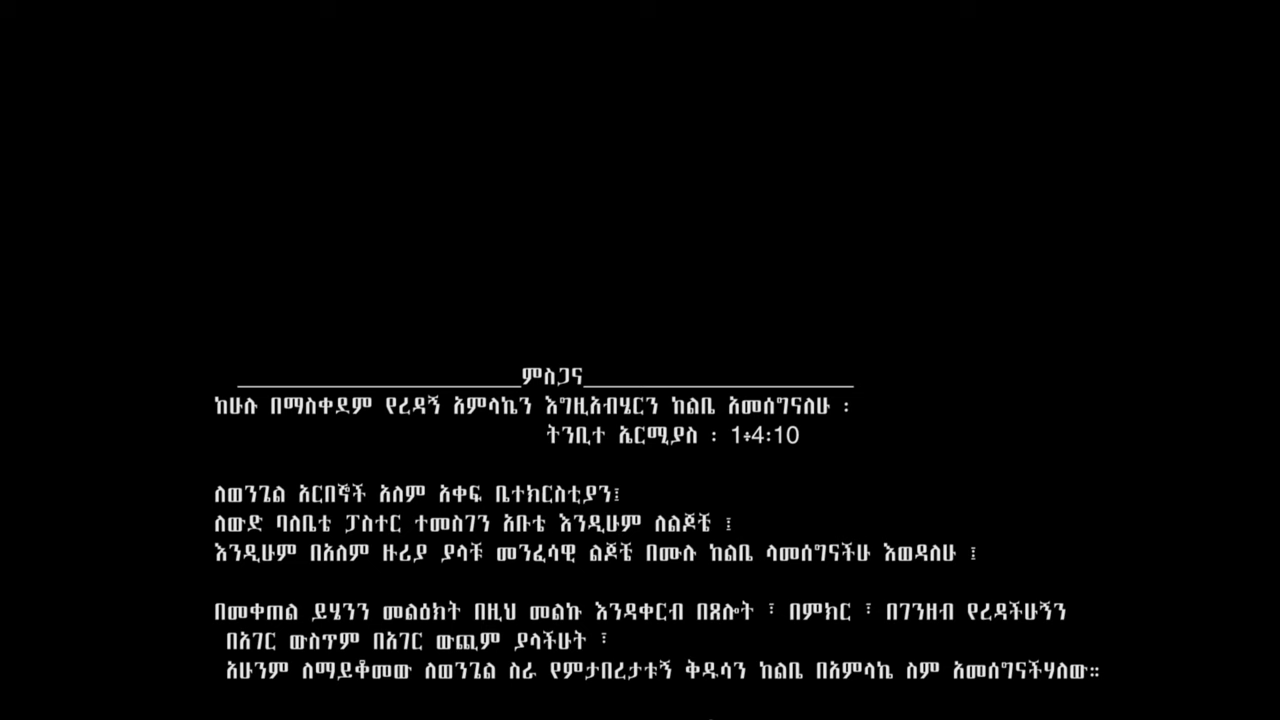 ____________________ምስጋና___________________
ከሁሉ በማስቀደም የረዳኝ አምላኬን እግዚአብሄርን ከልቤ አመሰግናለሁ ፡
ትንቢተ ኤርሚያስ ፡ 1÷4፡10
ለወንጌል አርበኞች አለም አቀፍ ቤተክርስቲያን፤
ለውድ ባለቤቴ ፓስተር ተመስገን አቡቴ እንዲሁም ለልጆቼ ፤
እንዲሁም በአለም ዙሪያ ያላቹ መንፈሳዊ ልጆቼ በሙሉ ከልቤ ላመሰግናችሁ እወዳለሁ ፤
በመቀጠል ይሄንን መልዕክት በዚህ መልኩ እንዳቀርብ በጸሎት ፣ በምክር ፣ በገንዘብ የረዳችሁኝን
በአገር ውስጥም በአገር ውጪም ያላችሁት ፣
አሁንም ለማይቆመው ለወንጌል ስራ የምታበረታቱኝ ቅዱሳን ከልቤ በአምላኬ ስም አመሰግናችሃለው።